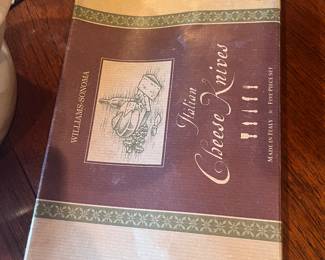 WILLIAMS-SONOMA
Italian
Cheese Knives
MADE IN ITALY FIVE PIECE SET